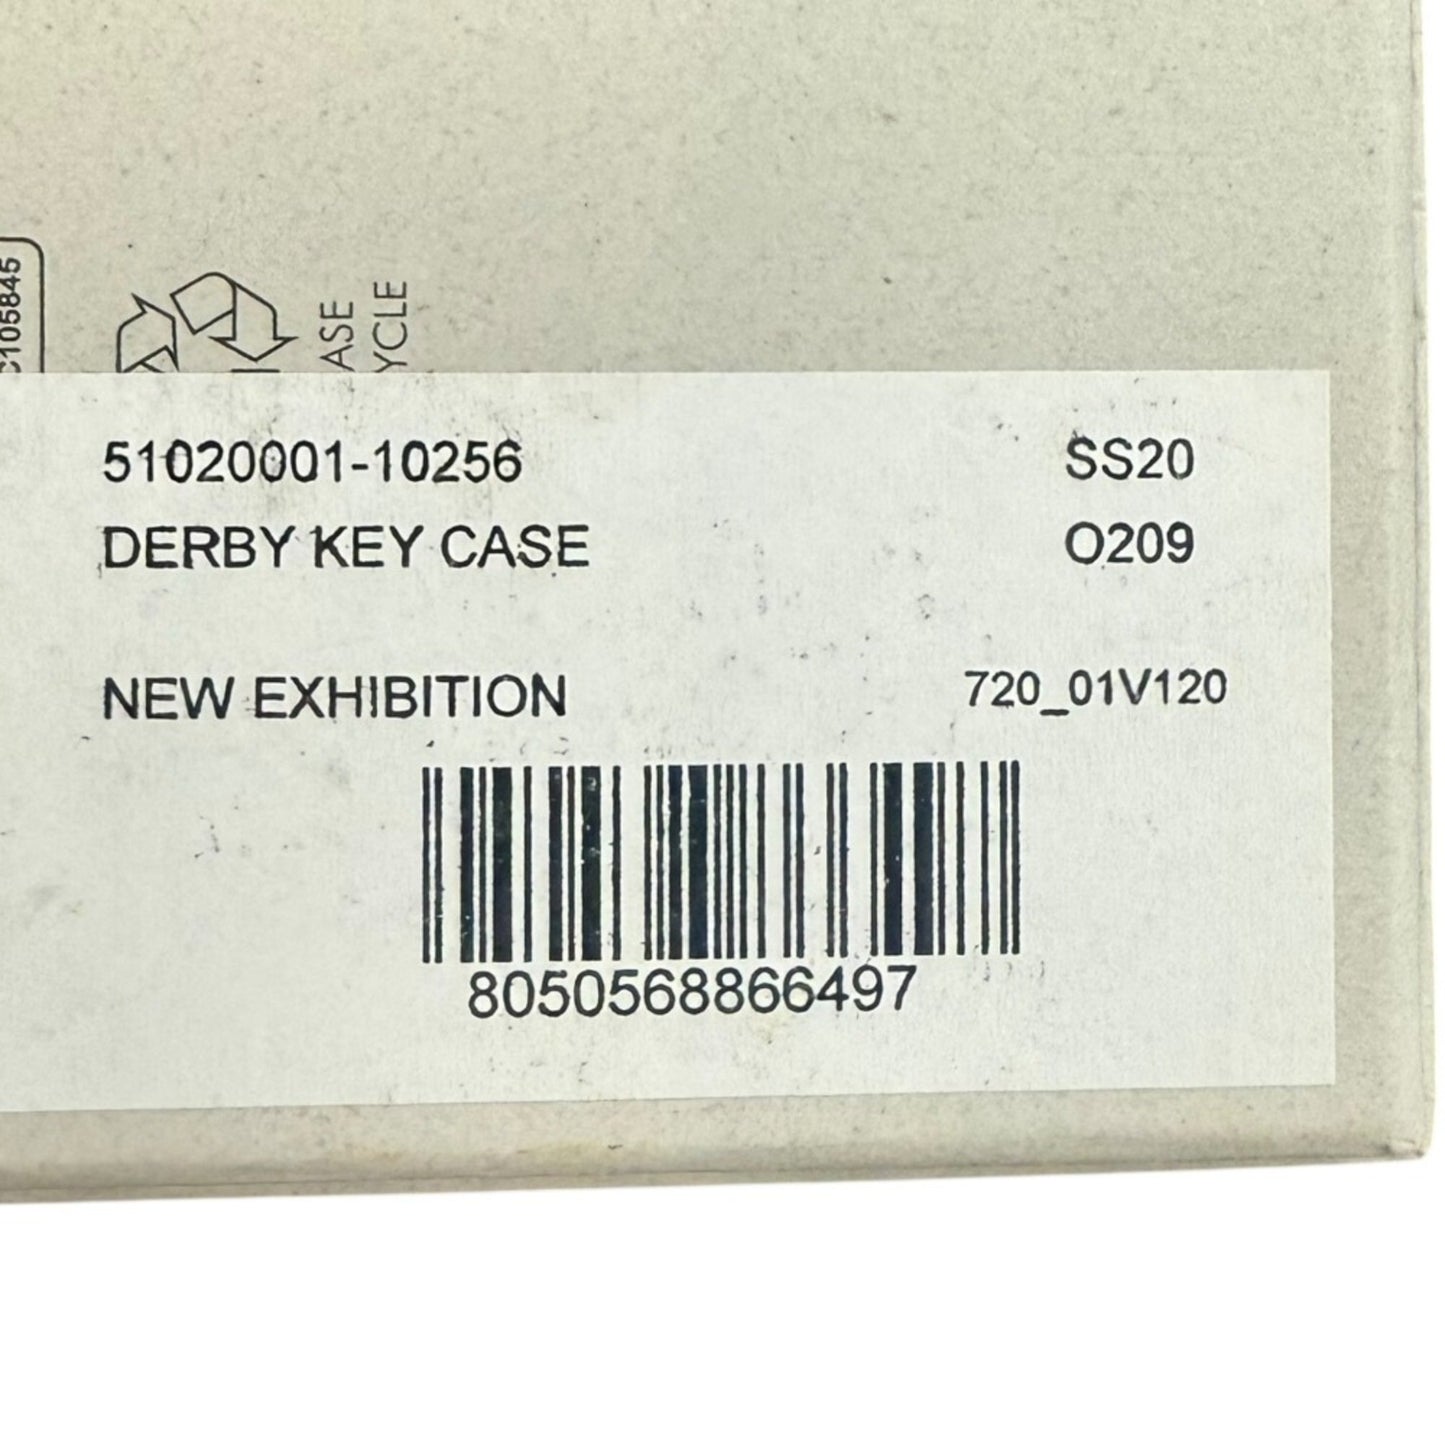 C105845
ASE
YCLE
51020001-10256 SS20
DERBY KEY CASE O209
NEW EXHIBITION 720_01V120
8050568866497